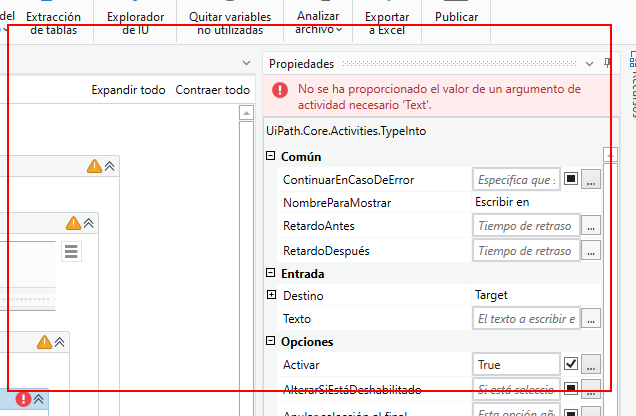 del
Extracción
de tablas
Explorador
de IU
Quitar variables
no utilizadas
Analizar
archivo
Exportar
a Excel
Publicar
Expandir todo
Contraer todo
Propiedades
No se ha proporcionado el valor de un argumento de
actividad necesario 'Text'.
UiPath.Core.Activities.TypeInto
Común
ContinuarEnCasoDeError
Especifica que s
...
NombreParaMostrar
Escribir en
RetardoAntes
Tiempo de retraso
...
RetardoDespués
Tiempo de retraso
...
Entrada
Destino
Target
Texto
El texto a escribir e
...
Opciones
Activar
True
...
AlterarSiEstáDeshabilitado
Si está seleccio
...
Anular selección al final
Esta opción añ
Recursos